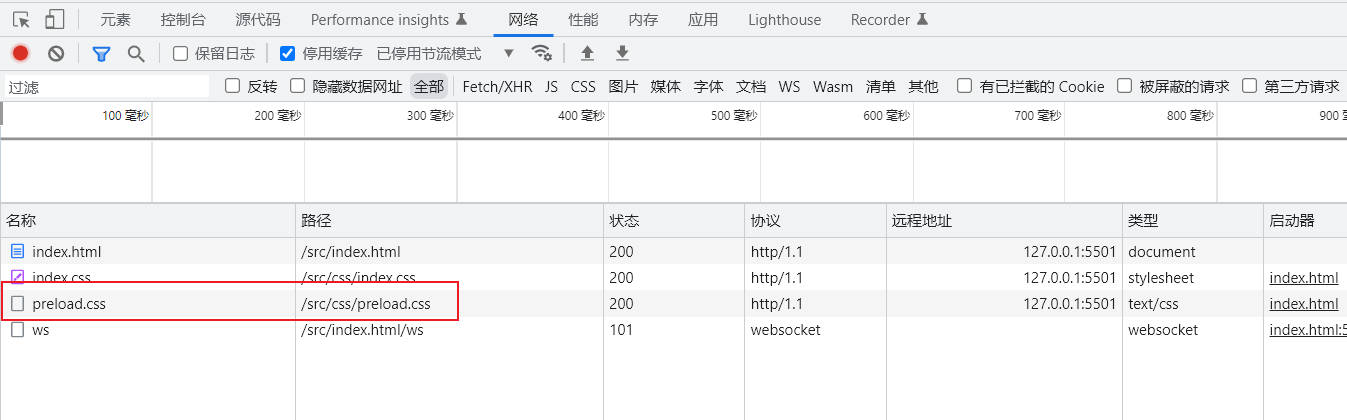 元素 控制台 源代码 Performance insights 网络 性能 内存 应用 Lighthouse Recorder
保留日志 停用缓存 已停用节流模式
过滤 反转 隐藏数据网址 全部 Fetch/XHR JS CSS 图片 媒体 字体 文档 WS Wasm 清单 其他 有已拦截的 Cookie 被屏蔽的请求 第三方请求
100 毫秒 200 毫秒 300 毫秒 400 毫秒 500 毫秒 600 毫秒 700 毫秒 800 毫秒 900 毫
名称 路径 状态 协议 远程地址 类型 启动器
index.html /src/index.html 200 http/1.1 127.0.0.1:5501 document
index.css /src/css/index.css 200 http/1.1 127.0.0.1:5501 stylesheet index.html
preload.css /src/css/preload.css 200 http/1.1 127.0.0.1:5501 text/css index.html
ws /src/index.html/ws 101 websocket websocket index.html:5